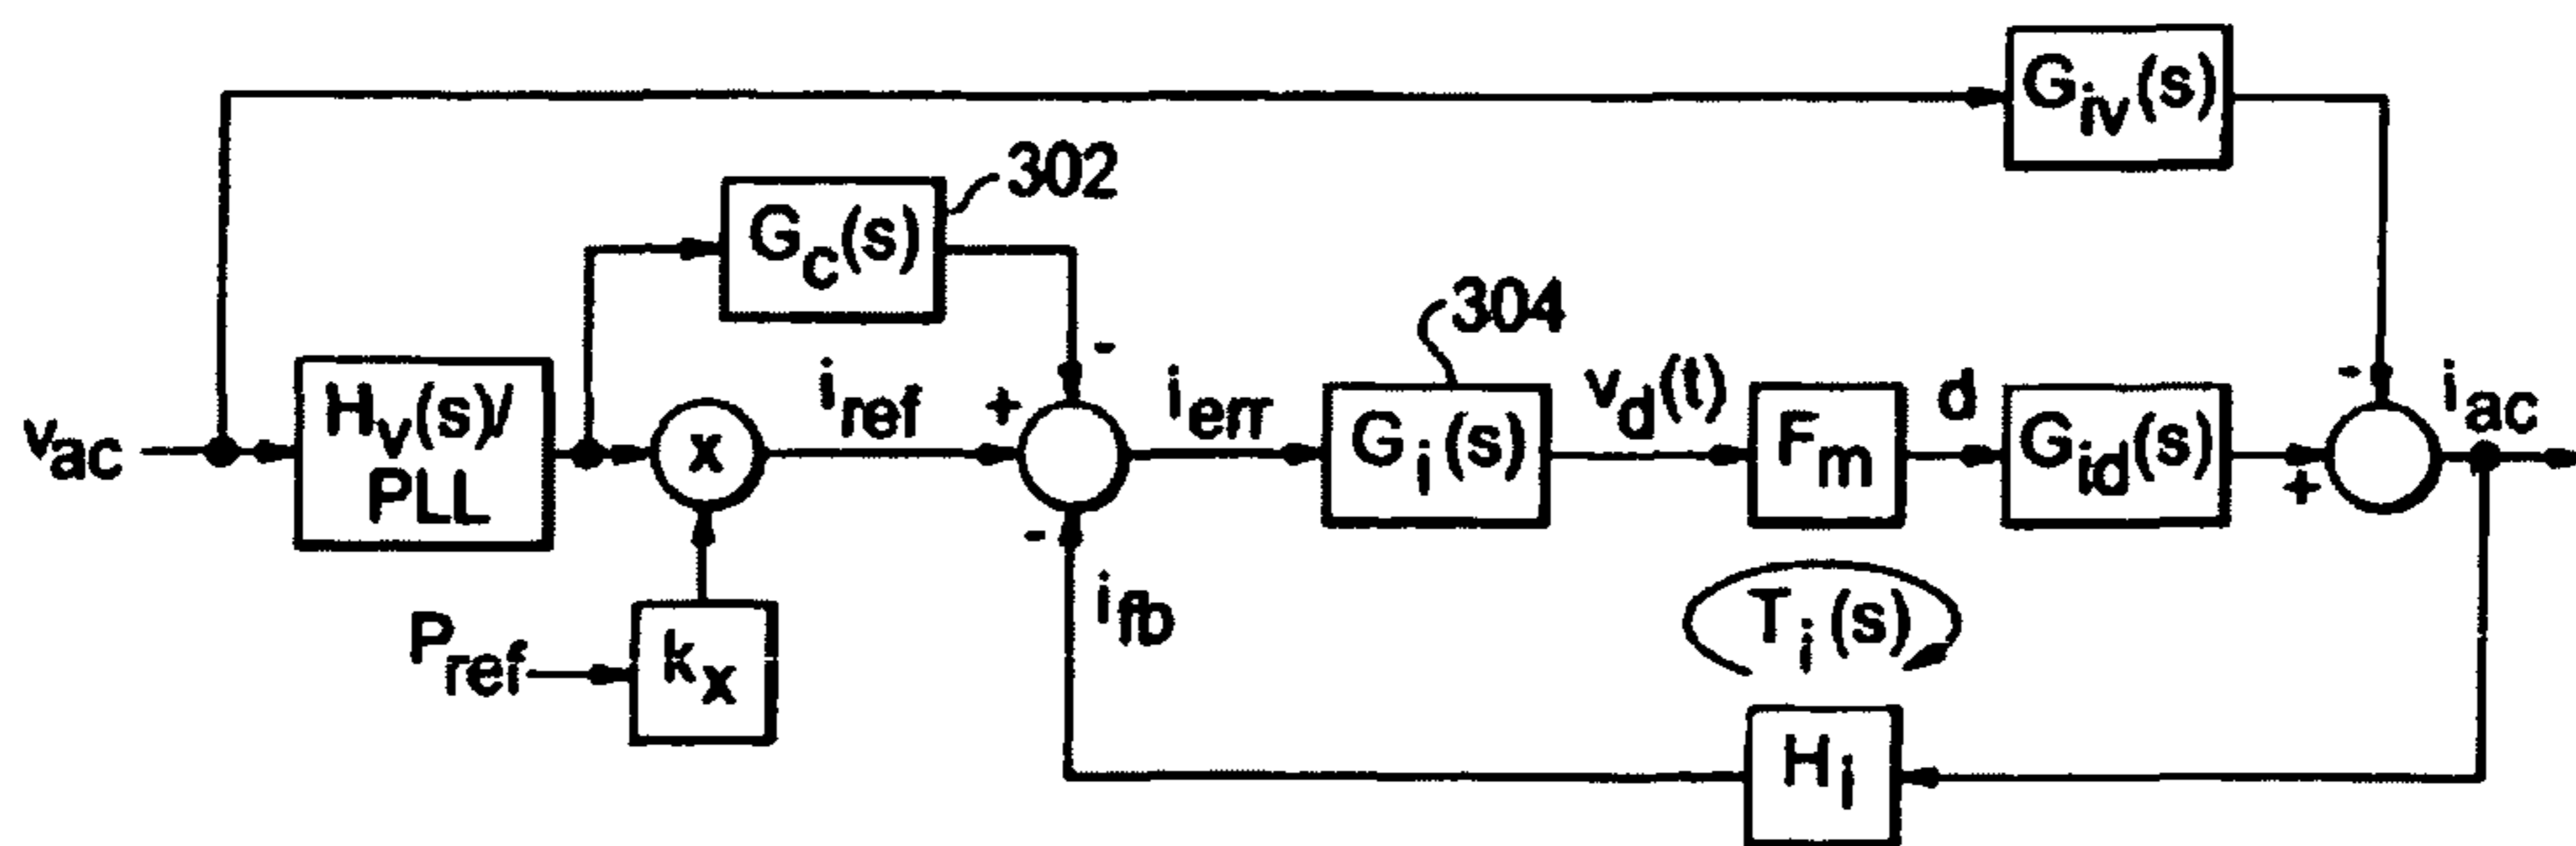 G_iv(s)
302
G_c(s)
304
v_ac
H_v(s)/
PLL
x
i_ref
+
-
i_err
G_i(s)
v_d(t)
F_m
d
G_id(s)
+
-
i_ac
-
i_fb
P_ref
k_x
T_i(s)
H_i